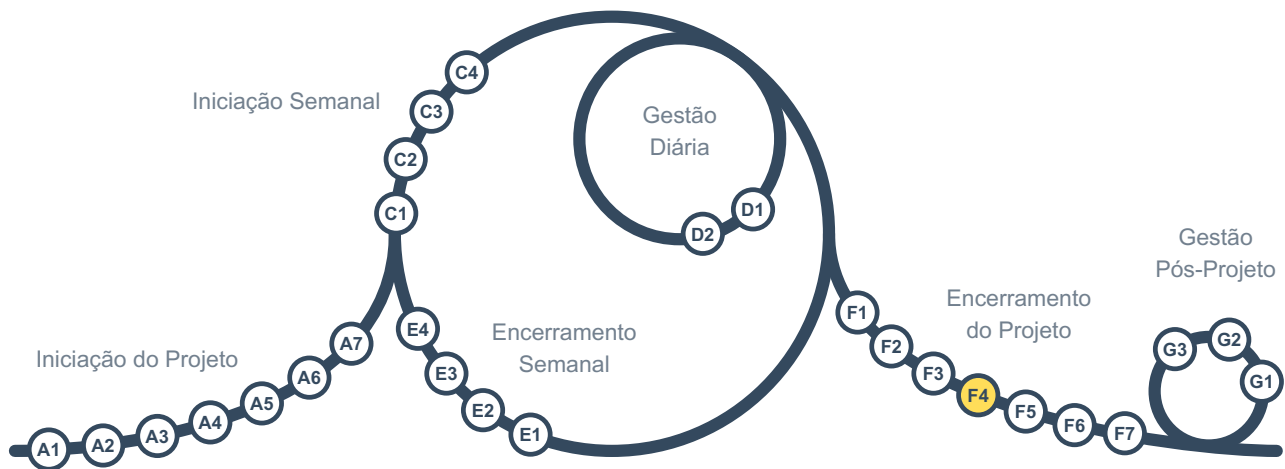 Iniciação Semanal
C4
C3
C2
C1
Gestão
Diária
D1
D2
Gestão
Pós-Projeto
Iniciação do Projeto
A1
A2
A3
A4
A5
A6
A7
Encerramento
Semanal
E4
E3
E2
E1
Encerramento
do Projeto
F1
F2
F3
F4
F5
F6
F7
G3
G2
G1